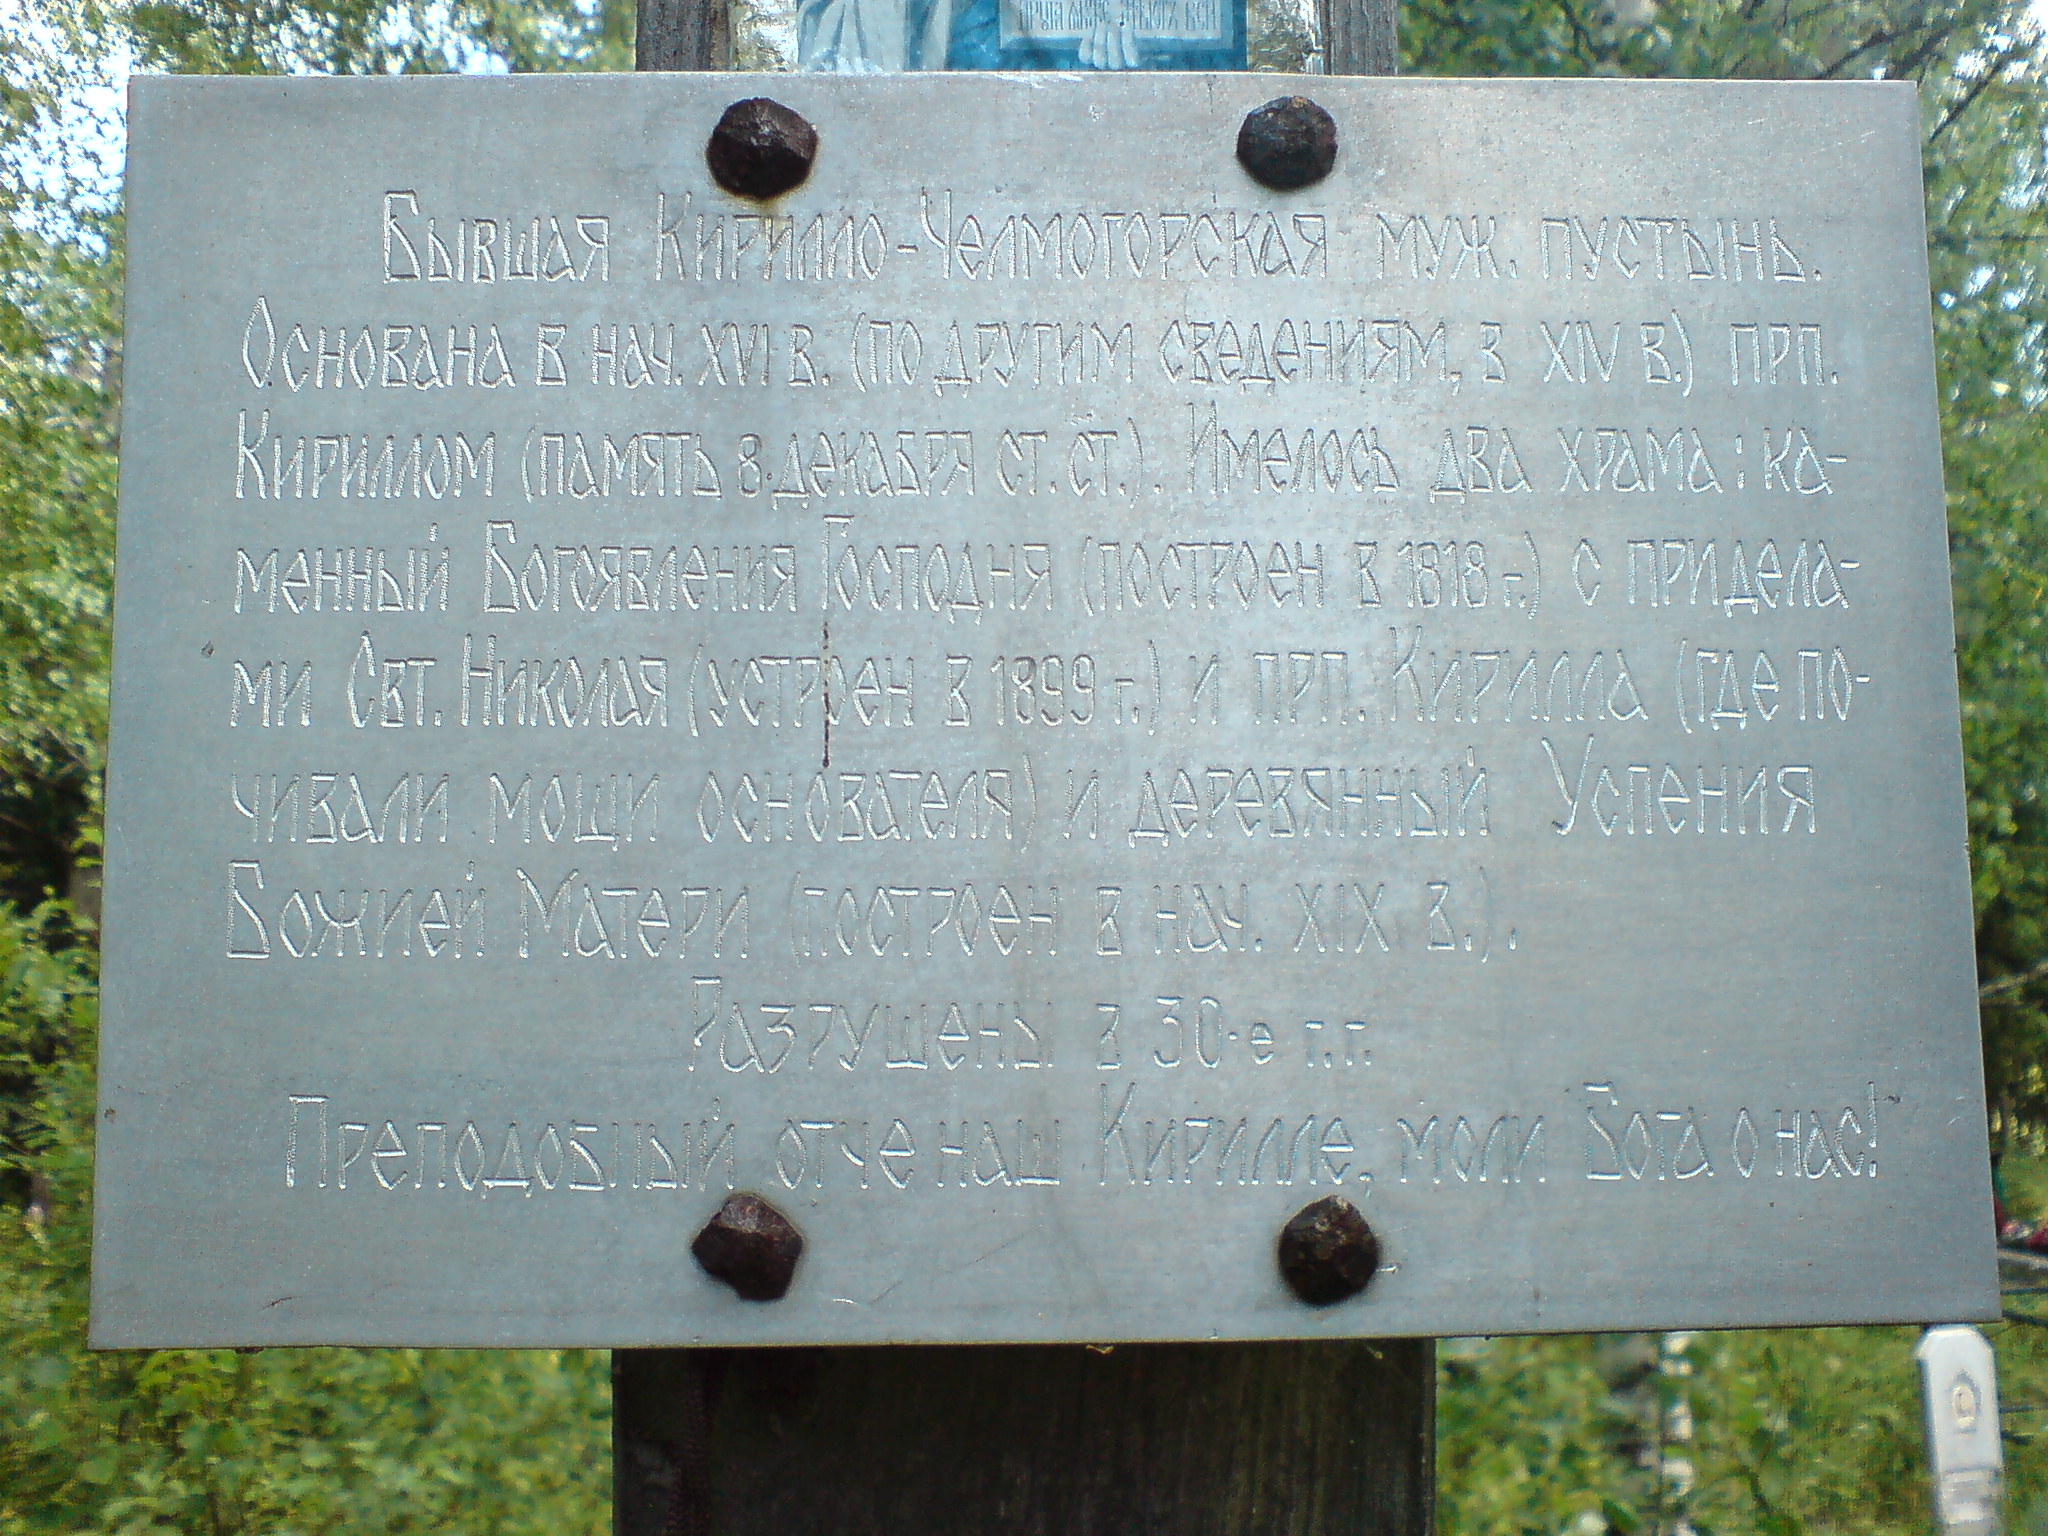 Бывшая Кирилло-Челмогорская муж. пустынь.
Основана в нач. XVI в. (по другим сведениям, в XIV в.) прп.
Кириллом (память 8 декабря ст. ст.). Имелось два храма: ка-
менный Богоявления Господня (построен в 1818 г.) с придела-
ми Свт. Николая (устроен в 1899 г.) и прп. Кирилла (где по-
чивали мощи основателя) и деревянный Успения
Божией Матери (построен в нач. XIX в.).
Разрушены в 30-е г.г.
Преподобный отче наш Кирилле, моли Бога о нас!